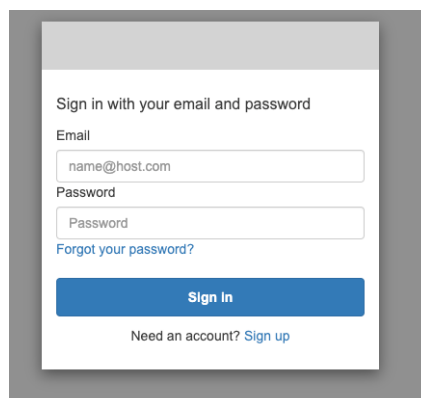 Sign in with your email and password
Email
name@host.com
Password
Password
Forgot your password?
Sign in
Need an account? Sign up